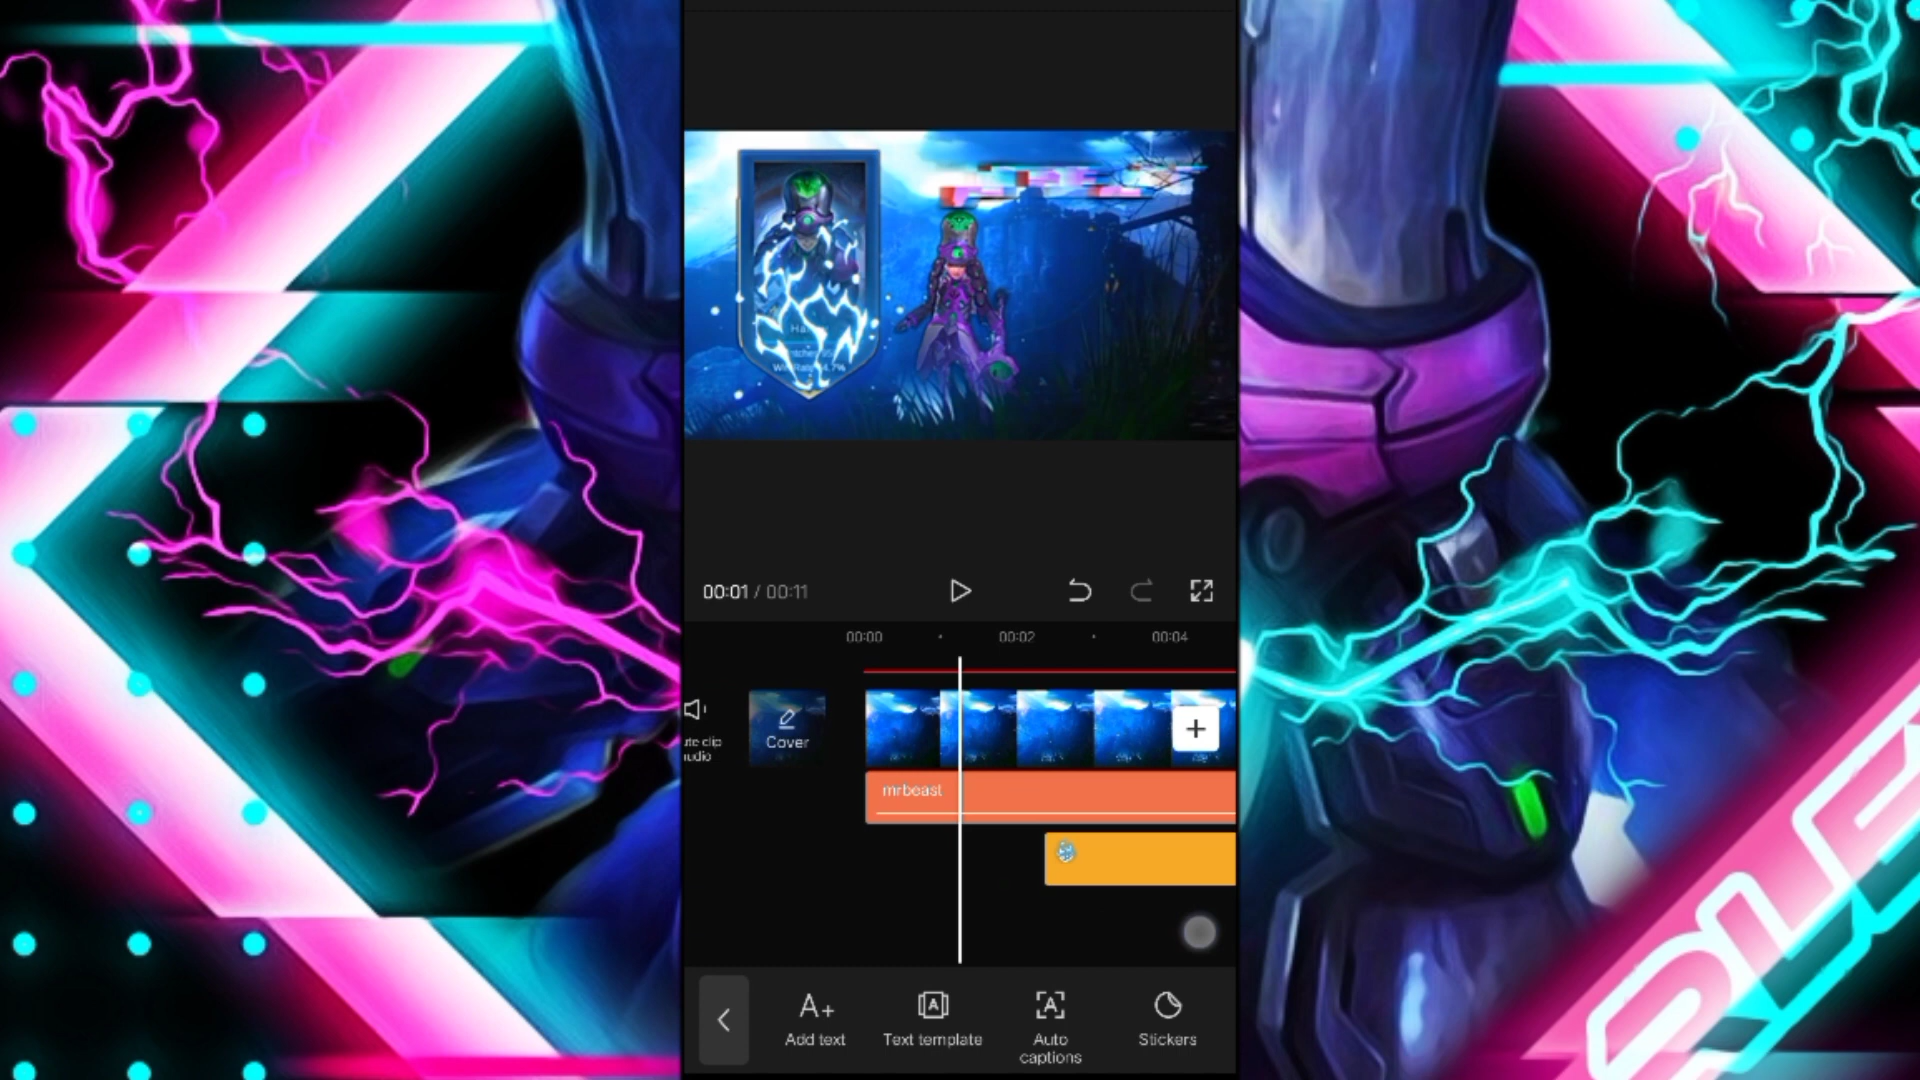 00:01 / 00:11
00:00
00:02
00:04
Cover
mrbeast
Add text
Text template
Auto
captions
Stickers